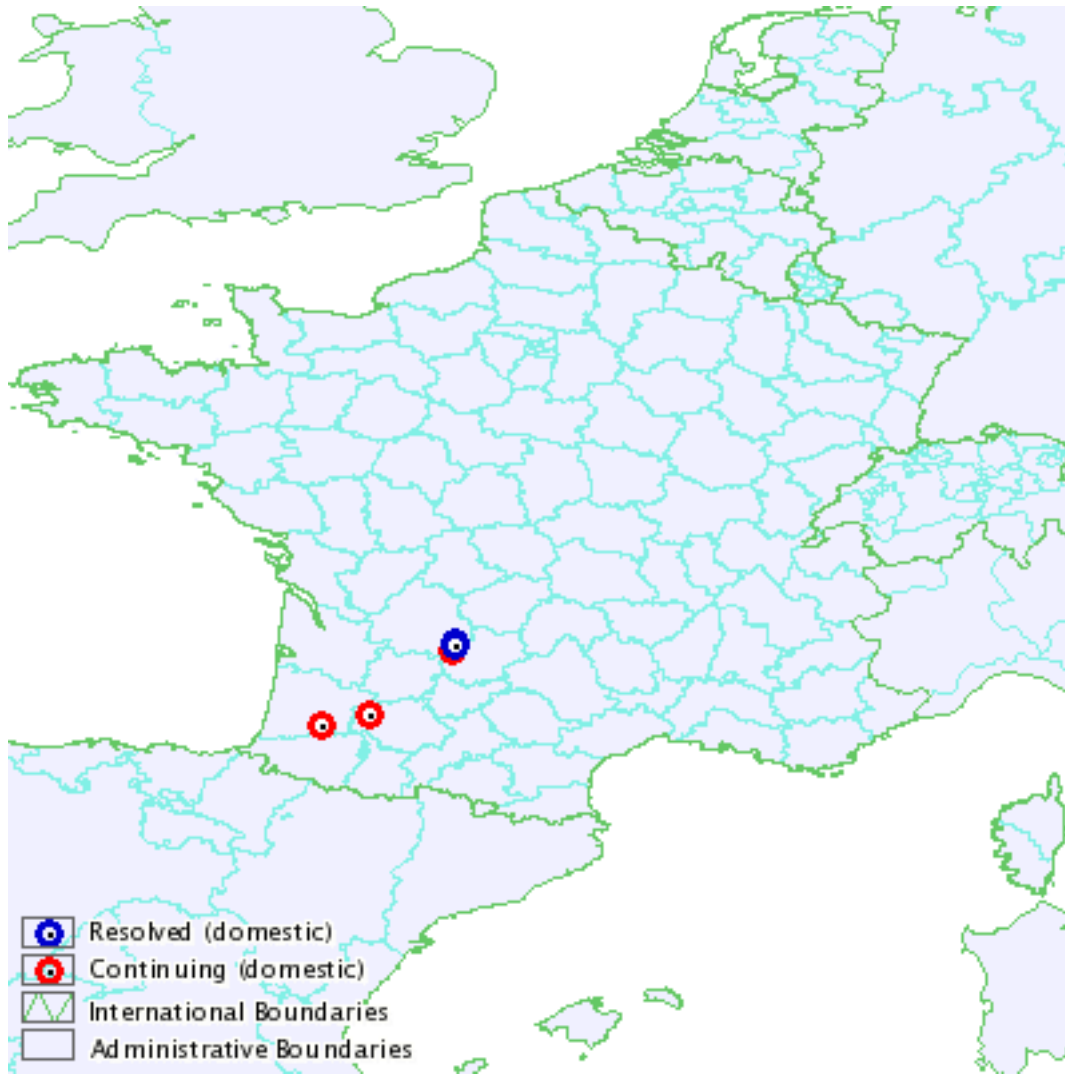 Resolved (domestic)
Continuing (domestic)
International Boundaries
Administrative Boundaries